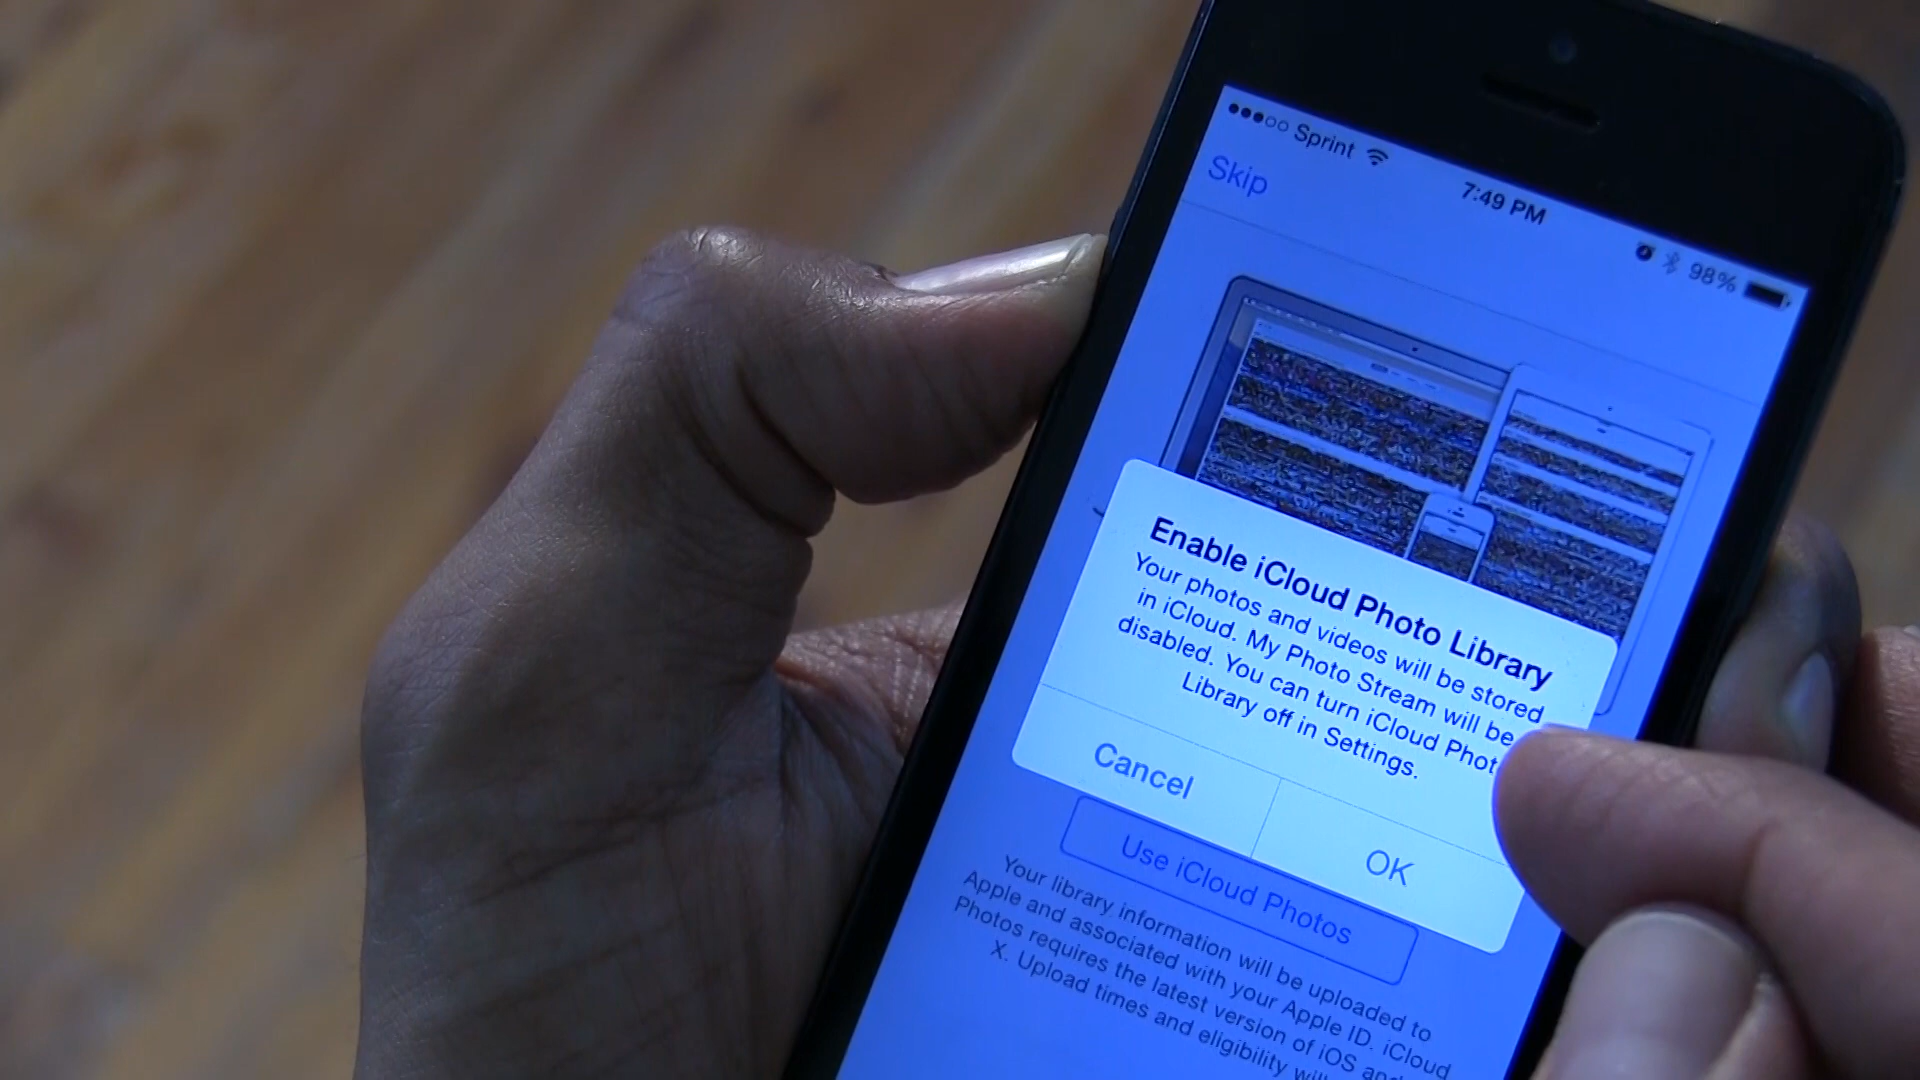 Sprint
7:49 PM
98%
Skip
Enable iCloud Photo Library
Your photos and videos will be stored
in iCloud. My Photo Stream will be
disabled. You can turn iCloud
Library off in Settings.
Cancel
OK
Use iCloud Photos
Your library information will be uploaded to
Apple and associated with your Apple ID. iCloud
Photos requires the latest version of iOS and
X. Upload times and eligibility